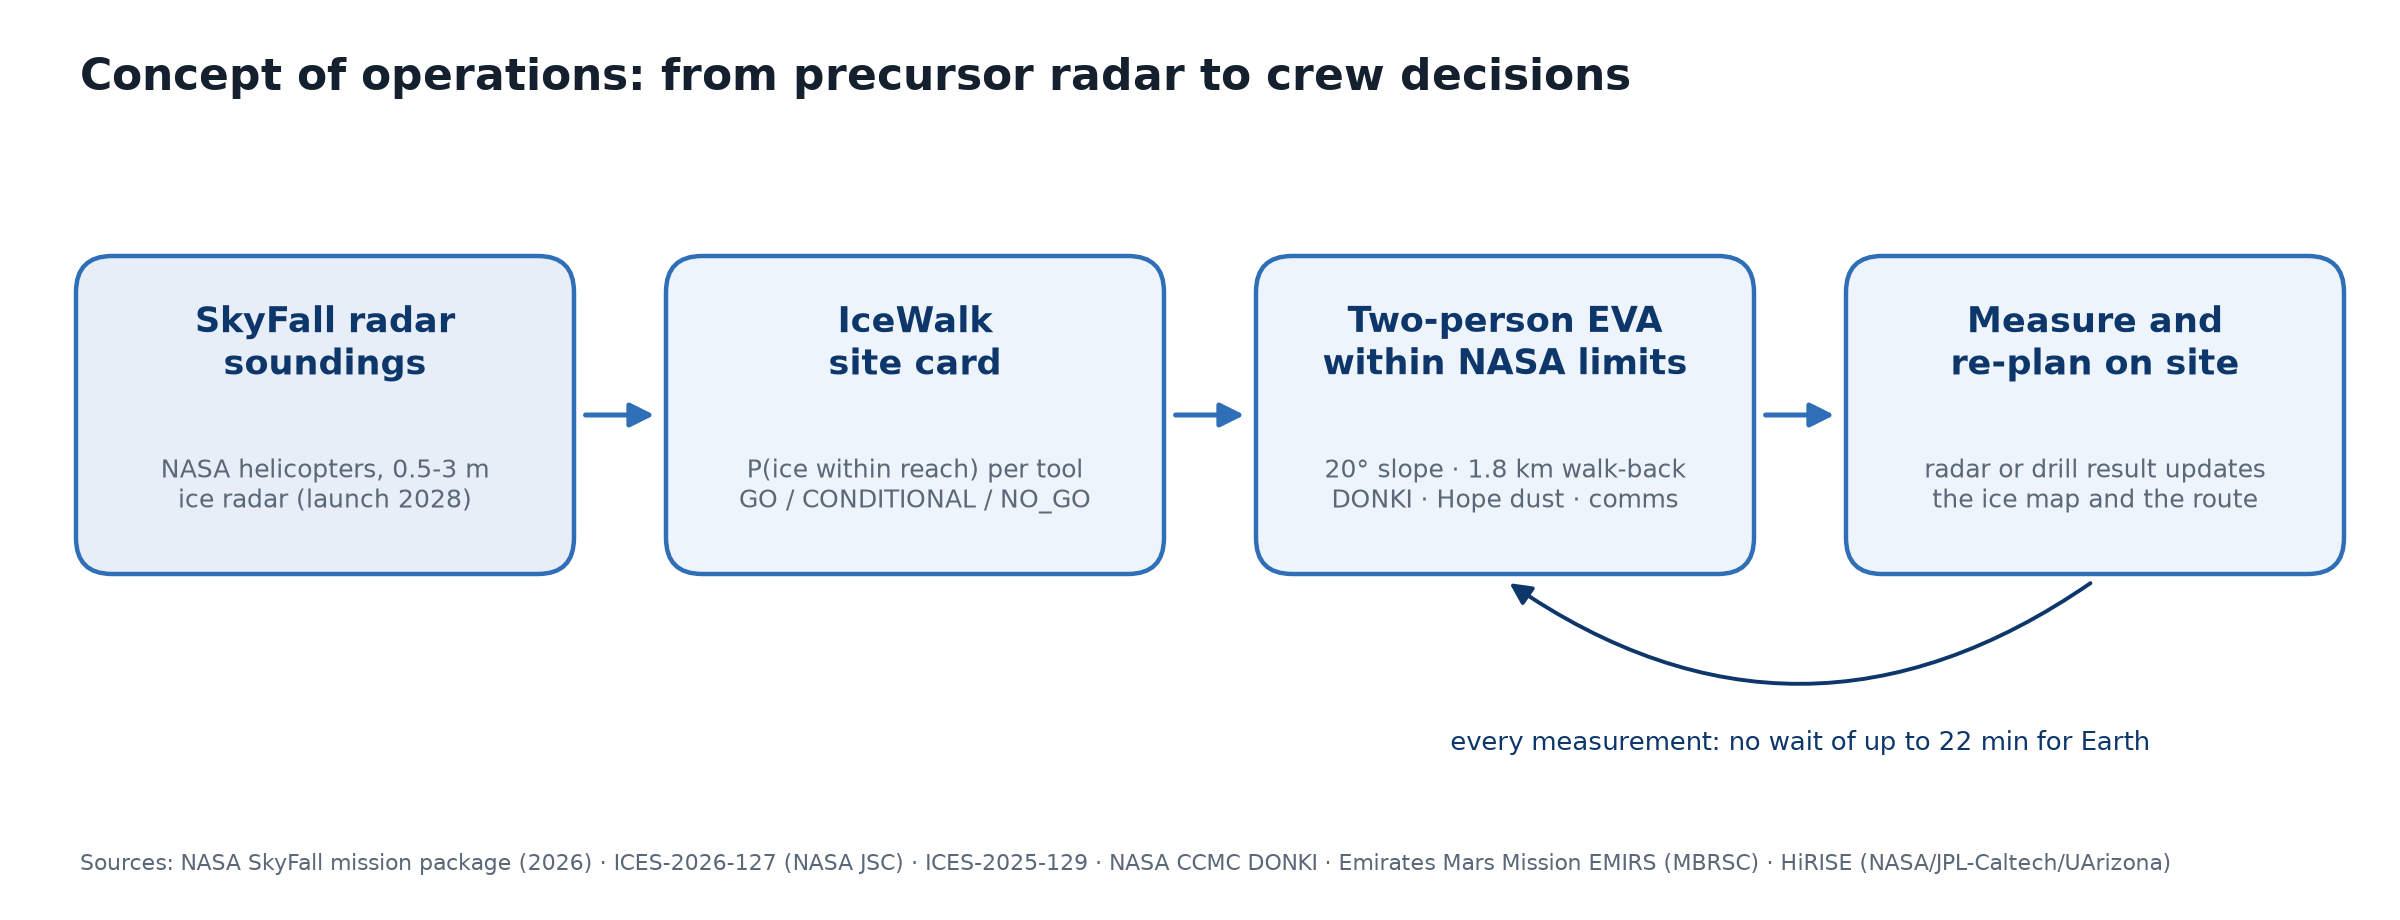 Concept of operations: from precursor radar to crew decisions
SkyFall radar
soundings
NASA helicopters, 0.5-3 m
ice radar (launch 2028)
IceWalk
site card
P(ice within reach) per tool
GO / CONDITIONAL / NO_GO
Two-person EVA
within NASA limits
20° slope · 1.8 km walk-back
DONKI · Hope dust · comms
Measure and
re-plan on site
radar or drill result updates
the ice map and the route
every measurement: no wait of up to 22 min for Earth
Sources: NASA SkyFall mission package (2026) · ICES-2026-127 (NASA JSC) · ICES-2025-129 · NASA CCMC DONKI · Emirates Mars Mission EMIRS (MBRSC) · HiRISE (NASA/JPL-Caltech/UArizona)